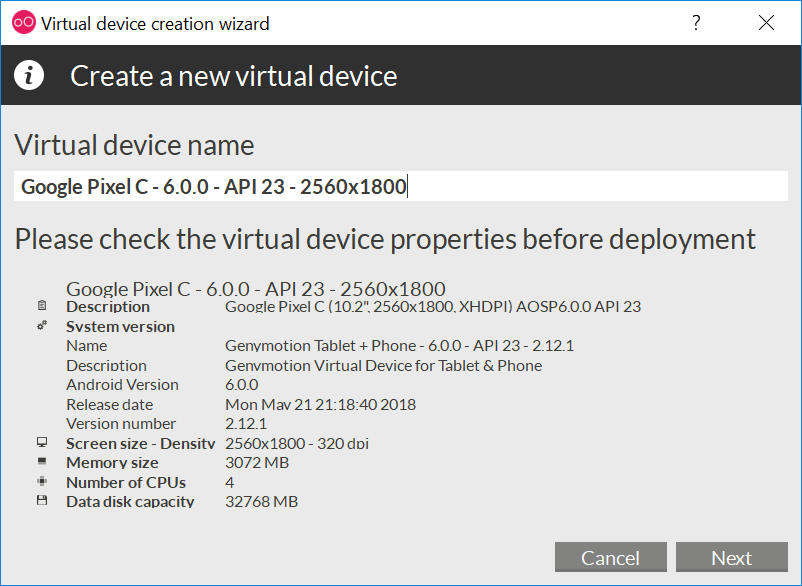 Virtual device creation wizard
Create a new virtual device
Virtual device name
Google Pixel C - 6.0.0 - API 23 - 2560x1800
Please check the virtual device properties before deployment
Google Pixel C - 6.0.0 - API 23 - 2560x1800
Description Google Pixel C (10.2", 2560x1800, XHDPI) AOSP6.0.0 API 23
System version
Name Genymotion Tablet + Phone - 6.0.0 - API 23 - 2.12.1
Description Genymotion Virtual Device for Tablet & Phone
Android Version 6.0.0
Release date Mon May 21 21:18:40 2018
Version number 2.12.1
Screen size - Density 2560x1800 - 320 dpi
Memory size 3072 MB
Number of CPUs 4
Data disk capacity 32768 MB
Cancel Next